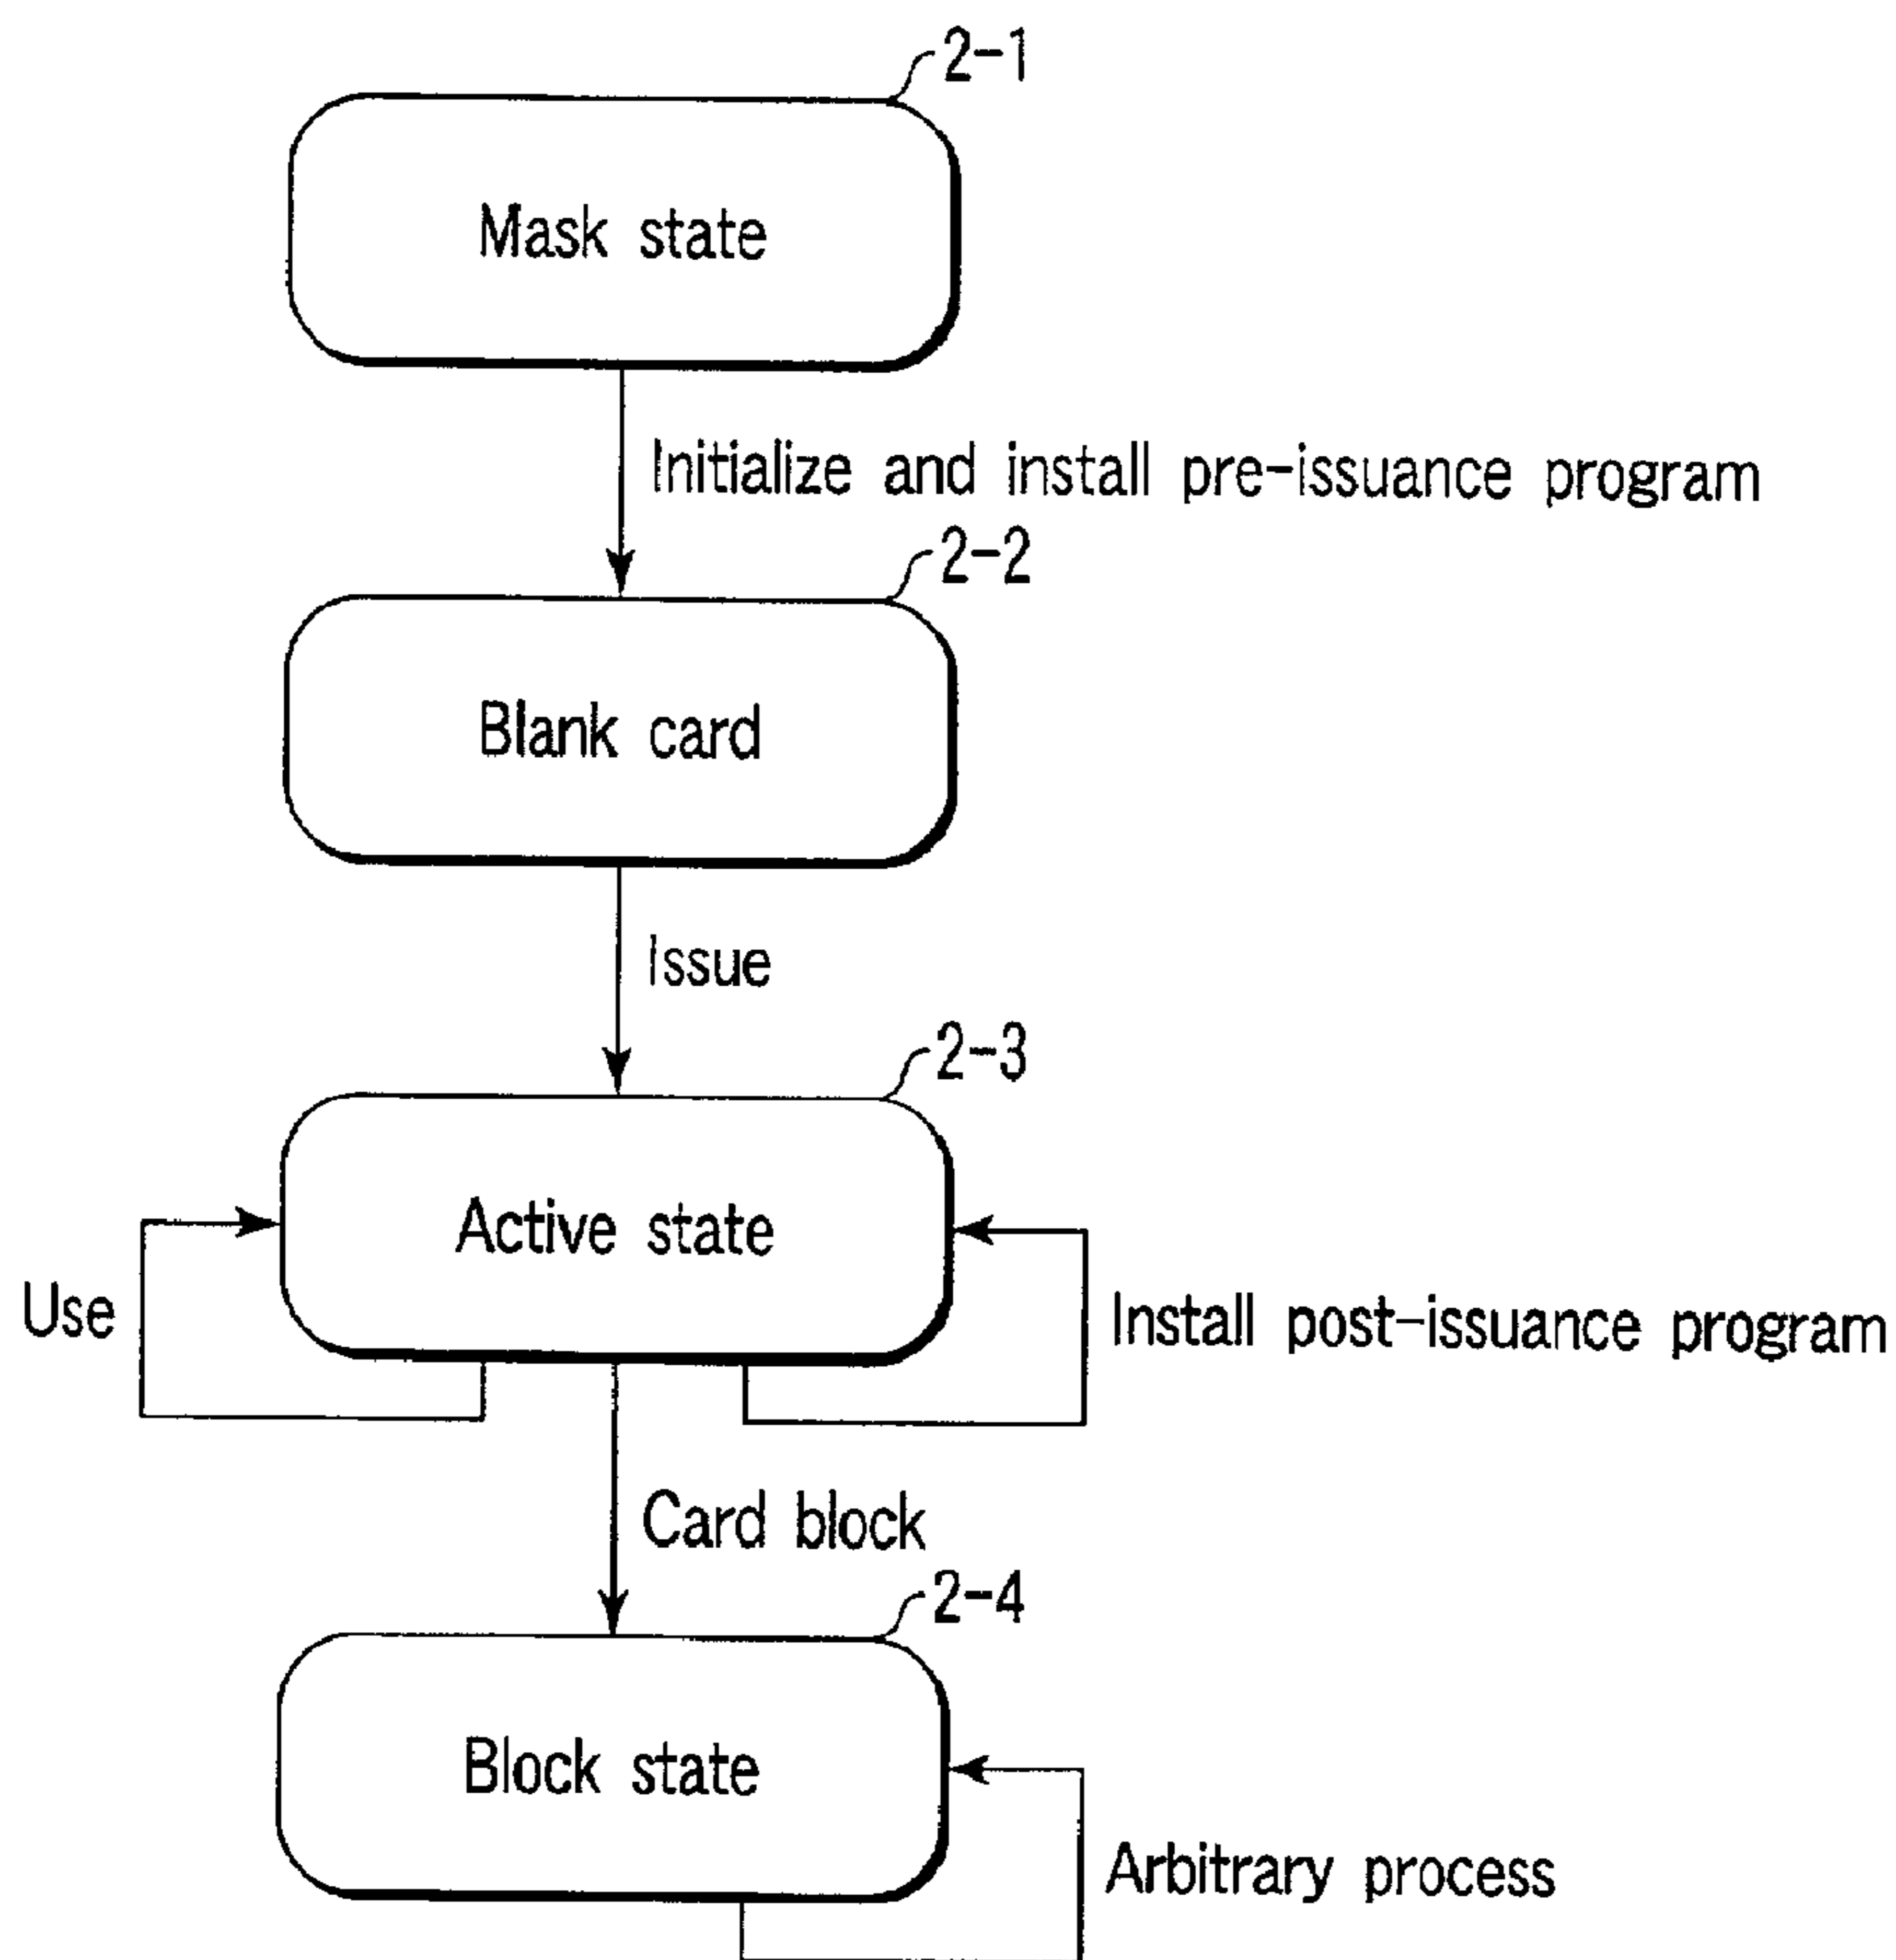 2-1
Mask state
Initialize and install pre-issuance program
2-2
Blank card
Issue
2-3
Active state
Use
Install post-issuance program
Card block
2-4
Block state
Arbitrary process